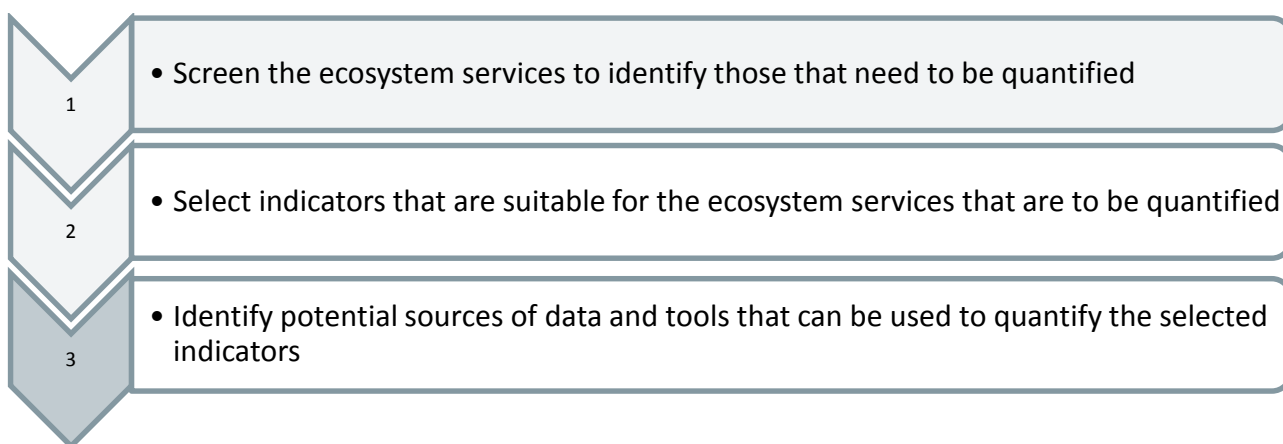 1
• Screen the ecosystem services to identify those that need to be quantified
2
• Select indicators that are suitable for the ecosystem services that are to be quantified
3
• Identify potential sources of data and tools that can be used to quantify the selected
indicators